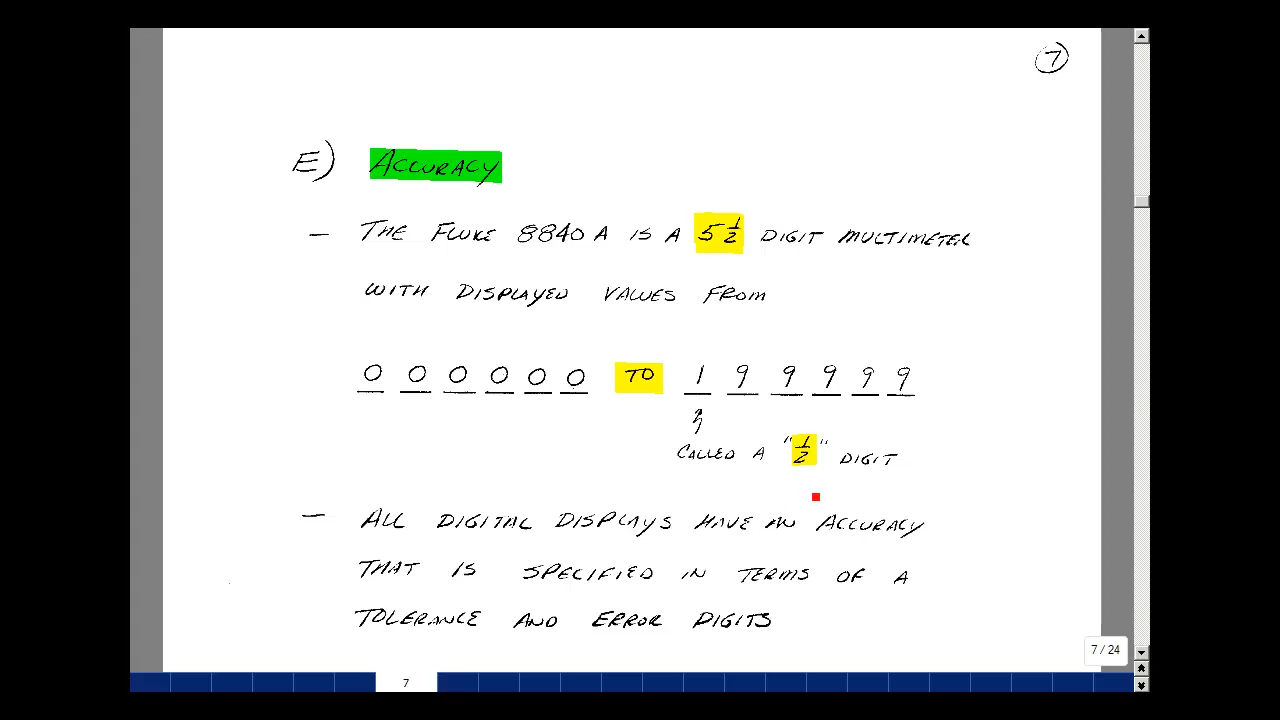 7
E) ACCURACY
- THE FLUKE 8840 A IS A 5 1/2 DIGIT MULTIMETER
WITH DISPLAYED VALUES FROM
0 0 0 0 0 0 TO 1 9 9 9 9 9
CALLED A "1/2" DIGIT
- ALL DIGITAL DISPLAYS HAVE AN ACCURACY
THAT IS SPECIFIED IN TERMS OF A
TOLERANCE AND ERROR DIGITS
7 / 24
7